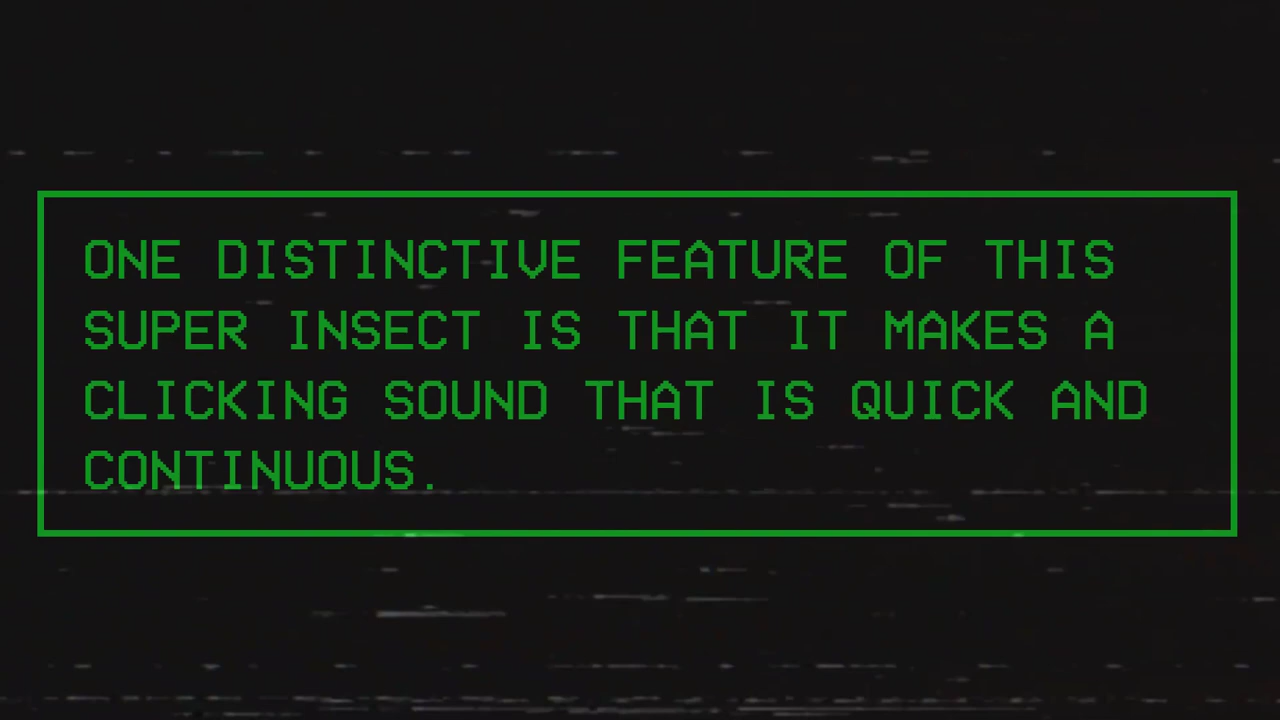 ONE DISTINCTIVE FEATURE OF THIS
SUPER INSECT IS THAT IT MAKES A
CLICKING SOUND THAT IS QUICK AND
CONTINUOUS.